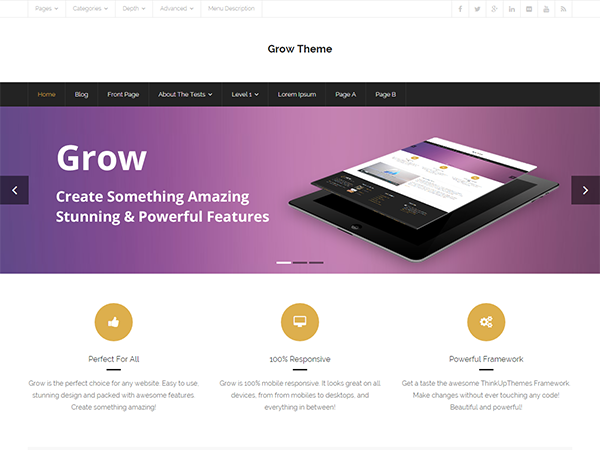 Pages Categories Depth Advanced Menu Description
Grow Theme
Home Blog Front Page About The Tests Level 1 Lorem Ipsum Page A Page B
Grow
Create Something Amazing
Stunning & Powerful Features
Perfect For All
Grow is the perfect choice for any website. Easy to use,
stunning design and packed with awesome features.
Create something amazing!
100% Responsive
Grow is 100% mobile responsive. It looks great on all
devices, from from mobiles to desktops, and
everything in between!
Powerful Framework
Get a taste the awesome ThinkUpThemes Framework.
Make changes without ever touching any code!
Beautiful and powerful!